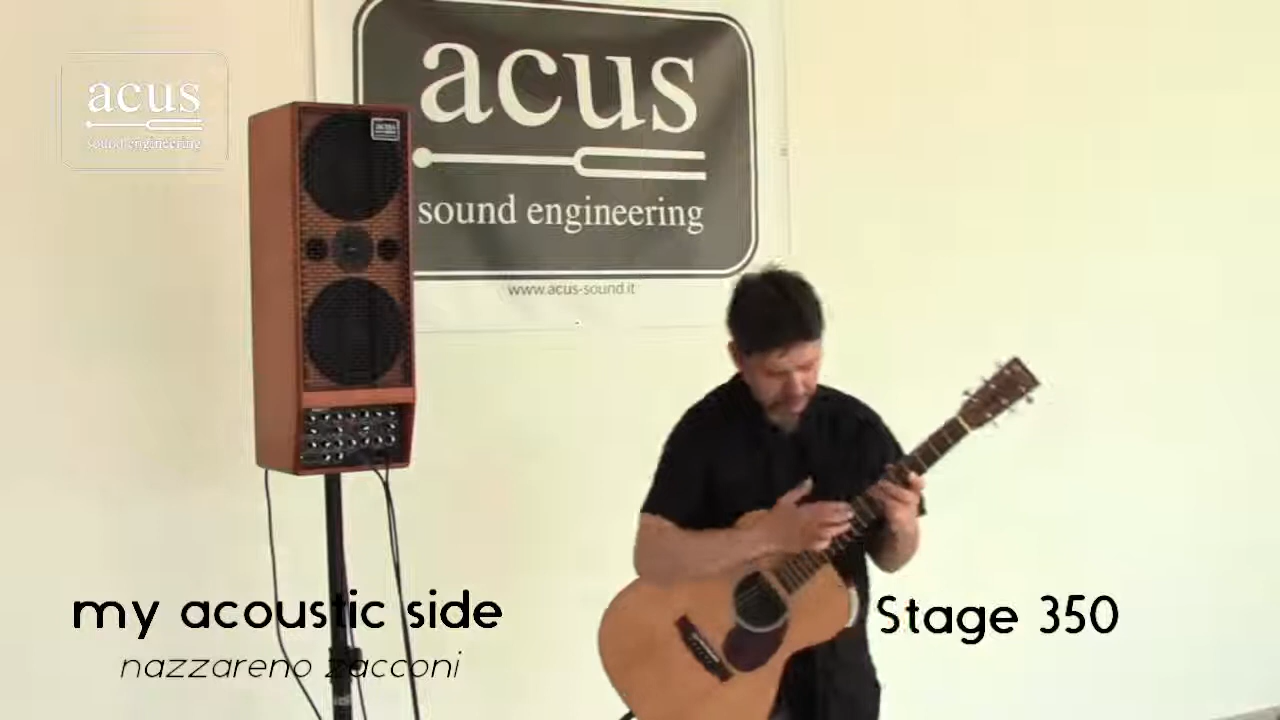 acus
sound engineering
acus
sound engineering
www.acus-sound.it
my acoustic side
nazzareno zacconi
Stage 350